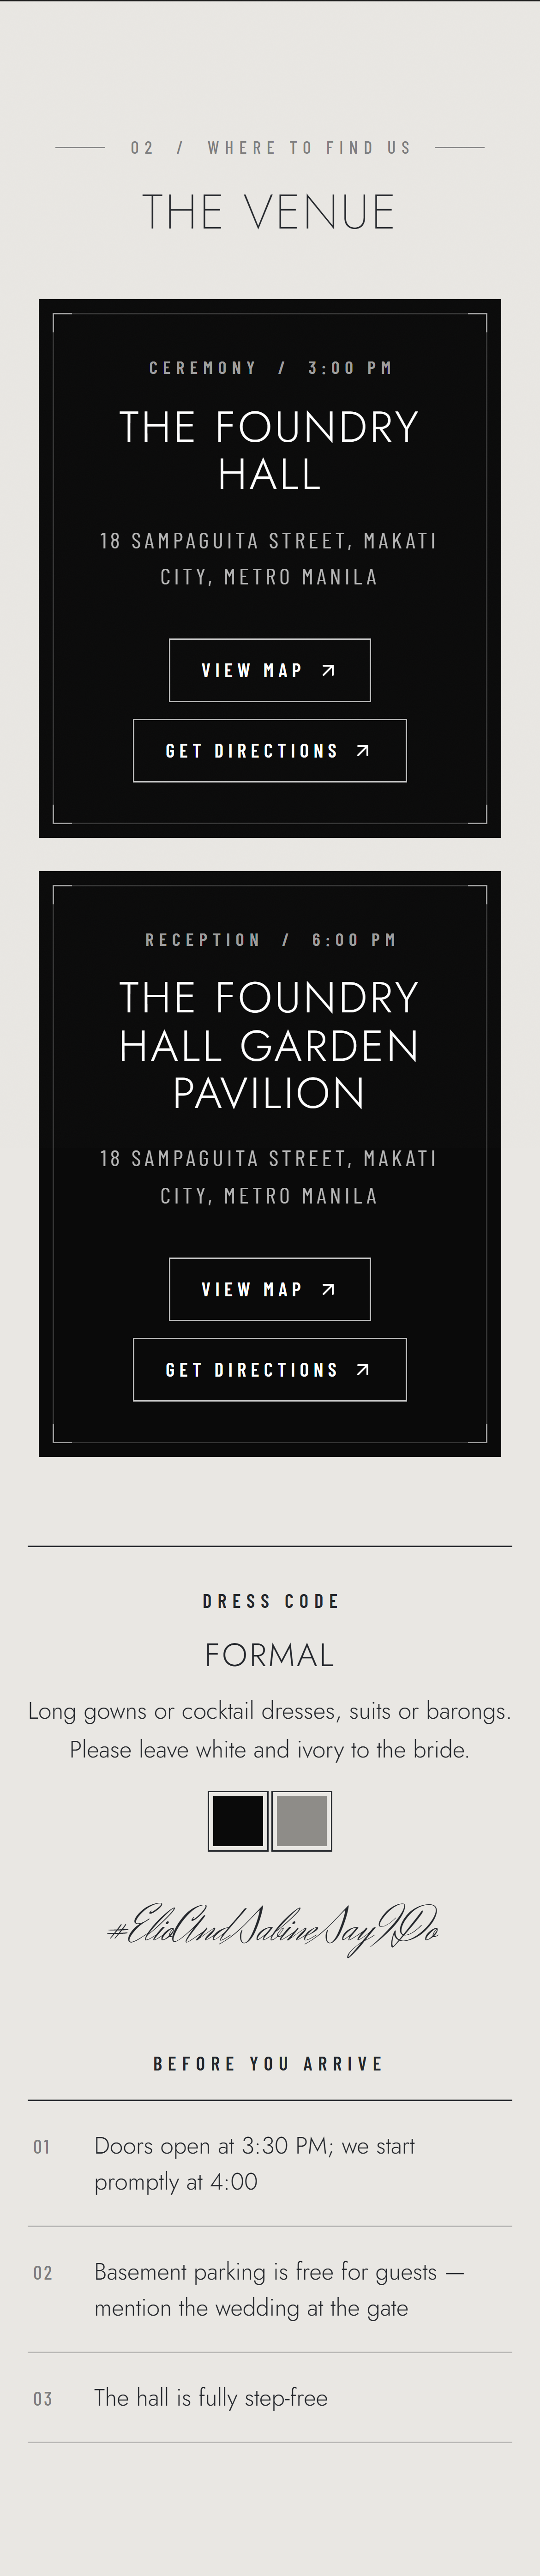 02 / WHERE TO FIND US
THE VENUE
CEREMONY / 3:00 PM
THE FOUNDRY
HALL
18 SAMPAGUITA STREET, MAKATI
CITY, METRO MANILA
VIEW MAP
GET DIRECTIONS
RECEPTION / 6:00 PM
THE FOUNDRY
HALL GARDEN
PAVILION
18 SAMPAGUITA STREET, MAKATI
CITY, METRO MANILA
VIEW MAP
GET DIRECTIONS
DRESS CODE
FORMAL
Long gowns or cocktail dresses, suits or barongs.
Please leave white and ivory to the bride.
#ElioAndSabineSayIDo
BEFORE YOU ARRIVE
01 Doors open at 3:30 PM; we start
promptly at 4:00
02 Basement parking is free for guests —
mention the wedding at the gate
03 The hall is fully step-free